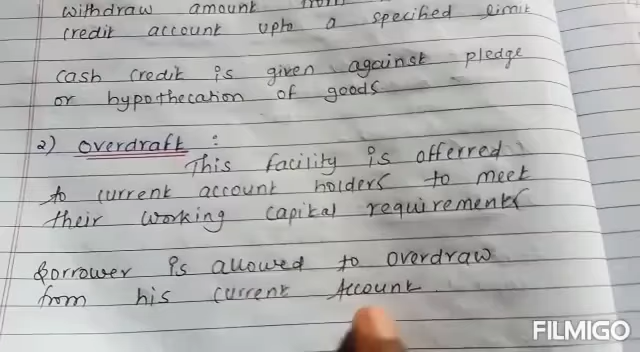 withdraw amount from
credit account upto a specified limit
cash credit is given against pledge
or hypothecation of goods
2) Overdraft :
This facility is offerred
to current account holders to meet
their working capital requirements
Borrower is allowed to overdraw
from his current Account.
FILMIGO